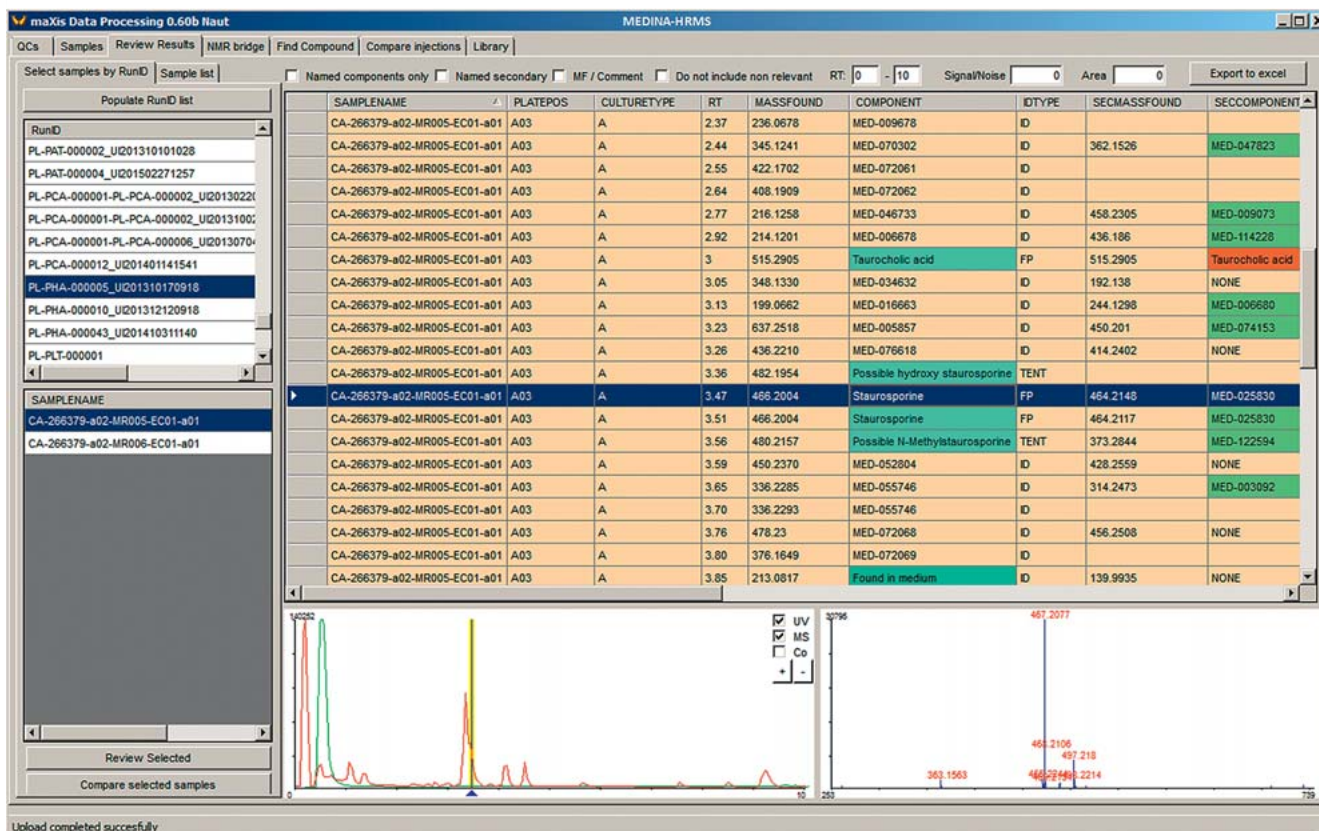 maXis Data Processing 0.60b Naut MEDINA-HRMS
QCs Samples Review Results NMR bridge Find Compound Compare injections Library
Select samples by RunID Sample list
Named components only Named secondary MF / Comment Do not include non relevant RT: 0 - 10 Signal/Noise 0 Area 0 Export to excel
Populate RunID list
RunID
PL-PAT-000002_UI201310101028
PL-PAT-000004_UI201502271257
PL-PCA-000001-PL-PCA-000002_UI2013022
PL-PCA-000001-PL-PCA-000002_UI2013100
PL-PCA-000001-PL-PCA-000006_UI2013070
PL-PCA-000012_UI201401141541
PL-PHA-000005_UI201310170918
PL-PHA-000010_UI201312120918
PL-PHA-000043_UI201410311140
PL-PLT-000001
SAMPLENAME
CA-266379-a02-MR005-EC01-a01
CA-266379-a02-MR006-EC01-a01
Review Selected
Compare selected samples
SAMPLENAME PLATEPOS CULTURETYPE RT MASSFOUND COMPONENT IDTYPE SECMASSFOUND SECCOMPONENT
CA-266379-a02-MR005-EC01-a01 A03 A 2.37 236.0678 MED-009678 ID
CA-266379-a02-MR005-EC01-a01 A03 A 2.44 345.1241 MED-070302 ID 362.1526 MED-047823
CA-266379-a02-MR005-EC01-a01 A03 A 2.55 422.1702 MED-072061 ID
CA-266379-a02-MR005-EC01-a01 A03 A 2.64 408.1909 MED-072062 ID
CA-266379-a02-MR005-EC01-a01 A03 A 2.77 216.1258 MED-046733 ID 458.2305 MED-009073
CA-266379-a02-MR005-EC01-a01 A03 A 2.92 214.1201 MED-006678 ID 436.186 MED-114228
CA-266379-a02-MR005-EC01-a01 A03 A 3 515.2905 Taurocholic acid FP 515.2905 Taurocholic acid
CA-266379-a02-MR005-EC01-a01 A03 A 3.05 348.1330 MED-034632 ID 192.138 NONE
CA-266379-a02-MR005-EC01-a01 A03 A 3.13 199.0662 MED-016663 ID 244.1298 MED-006680
CA-266379-a02-MR005-EC01-a01 A03 A 3.23 637.2518 MED-005857 ID 450.201 MED-074153
CA-266379-a02-MR005-EC01-a01 A03 A 3.26 436.2210 MED-076618 ID 414.2402 NONE
CA-266379-a02-MR005-EC01-a01 A03 A 3.36 482.1954 Possible hydroxy staurosporine TENT
CA-266379-a02-MR005-EC01-a01 A03 A 3.47 466.2004 Staurosporine FP 464.2148 MED-025830
CA-266379-a02-MR005-EC01-a01 A03 A 3.51 466.2004 Staurosporine FP 464.2117 MED-025830
CA-266379-a02-MR005-EC01-a01 A03 A 3.56 480.2157 Possible N-Methylstaurosporine TENT 373.2844 MED-122594
CA-266379-a02-MR005-EC01-a01 A03 A 3.59 450.2370 MED-052804 ID 428.2559 NONE
CA-266379-a02-MR005-EC01-a01 A03 A 3.65 336.2285 MED-055746 ID 314.2473 MED-003092
CA-266379-a02-MR005-EC01-a01 A03 A 3.70 336.2293 MED-055746 ID
CA-266379-a02-MR005-EC01-a01 A03 A 3.76 478.23 MED-072068 ID 456.2508 NONE
CA-266379-a02-MR005-EC01-a01 A03 A 3.80 376.1649 MED-072069 ID
CA-266379-a02-MR005-EC01-a01 A03 A 3.85 213.0817 Found in medium ID 139.9935 NONE
140252
UV
MS
Co
+ -
0 10
30795
467.2077
468.2106
497.218
363.1563
253 739
Upload completed succesfully